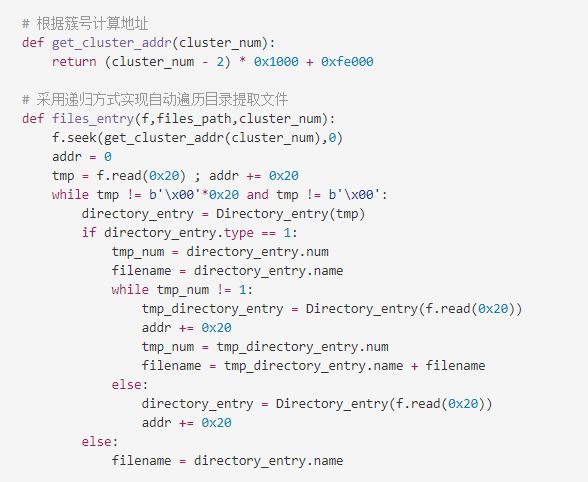 # 根据簇号计算地址
def get_cluster_addr(cluster_num):
    return (cluster_num - 2) * 0x1000 + 0xfe000

# 采用递归方式实现自动遍历目录提取文件
def files_entry(f,files_path,cluster_num):
    f.seek(get_cluster_addr(cluster_num),0)
    addr = 0
    tmp = f.read(0x20) ; addr += 0x20
    while tmp != b'\x00'*0x20 and tmp != b'\x00':
        directory_entry = Directory_entry(tmp)
        if directory_entry.type == 1:
            tmp_num = directory_entry.num
            filename = directory_entry.name
            while tmp_num != 1:
                tmp_directory_entry = Directory_entry(f.read(0x20))
                addr += 0x20
                tmp_num = tmp_directory_entry.num
                filename = tmp_directory_entry.name + filename
            else:
                directory_entry = Directory_entry(f.read(0x20))
                addr += 0x20
        else:
            filename = directory_entry.name